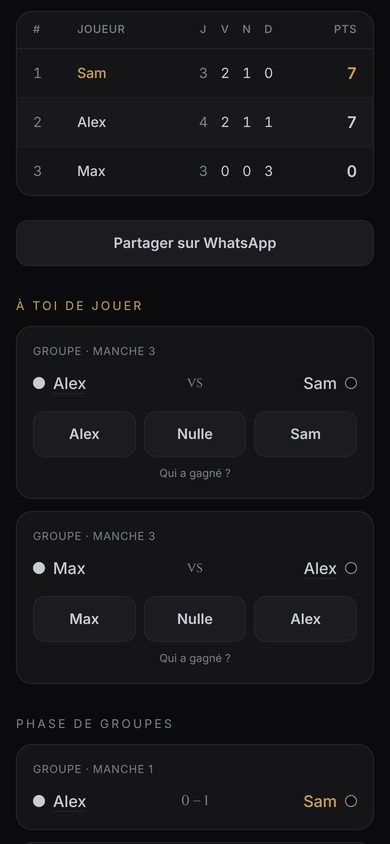 # JOUEUR J V N D PTS
1 Sam 3 2 1 0 7
2 Alex 4 2 1 1 7
3 Max 3 0 0 3 0
Partager sur WhatsApp
À TOI DE JOUER
GROUPE · MANCHE 3
Alex VS Sam
Alex Nulle Sam
Qui a gagné ?
GROUPE · MANCHE 3
Max VS Alex
Max Nulle Alex
Qui a gagné ?
PHASE DE GROUPES
GROUPE · MANCHE 1
Alex 0 – 1 Sam